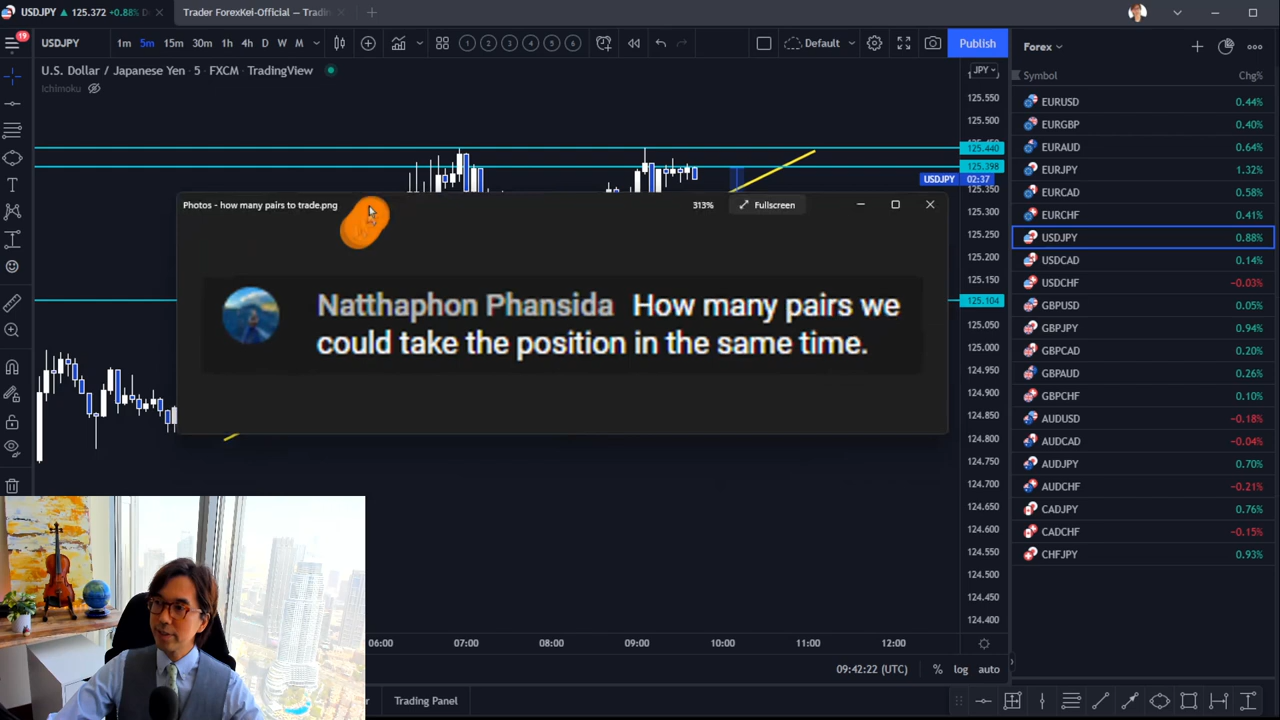 USDJPY ▲ 125.372 +0.88%
Trader ForexKei-Official — Tradin
19
USDJPY
1m 5m 15m 30m 1h 4h D W M
1 2 3 4 5 6
Default
Publish
Forex
U.S. Dollar / Japanese Yen · 5 · FXCM · TradingView
JPY
Symbol Chg%
Ichimoku
125.550
125.500
125.440
125.398
USDJPY 02:37
125.350
125.300
125.250
125.200
125.150
125.104
125.050
125.000
124.950
124.900
124.850
124.800
124.750
124.700
124.650
124.600
124.550
124.500
124.450
124.400
Photos - how many pairs to trade.png
313%
Fullscreen
Natthaphon Phansida How many pairs we
could take the position in the same time.
EURUSD 0.44%
EURGBP 0.40%
EURAUD 0.64%
EURJPY 1.32%
EURCAD 0.58%
EURCHF 0.41%
USDJPY 0.88%
USDCAD 0.14%
USDCHF −0.03%
GBPUSD 0.05%
GBPJPY 0.94%
GBPCAD 0.20%
GBPAUD 0.26%
GBPCHF 0.10%
AUDUSD −0.18%
AUDCAD −0.04%
AUDJPY 0.70%
AUDCHF −0.21%
CADJPY 0.76%
CADCHF −0.15%
CHFJPY 0.93%
06:00 07:00 08:00 09:00 10:00 11:00 12:00
09:42:22 (UTC) % log auto
Trading Panel